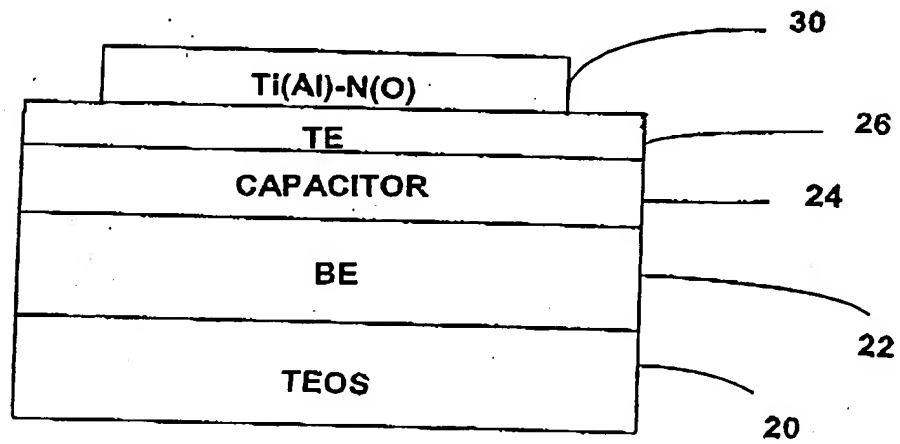 30
Ti(Al)-N(O)
26
TE
CAPACITOR
24
BE
22
TEOS
20